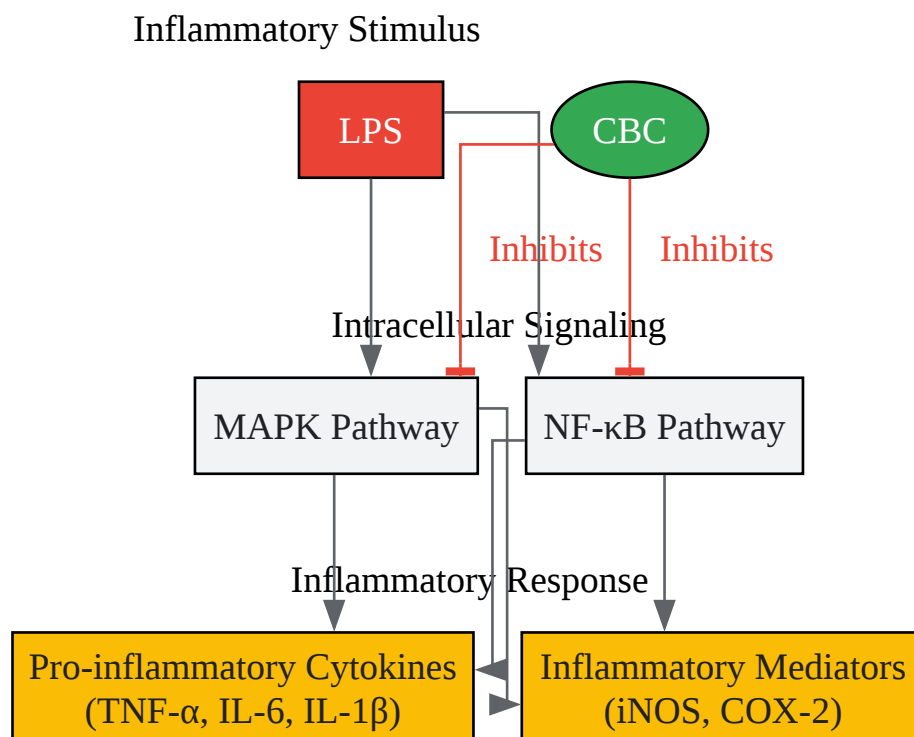 Inflammatory Stimulus
LPS
CBC
Inhibits
Inhibits
Intracellular Signaling
MAPK Pathway
NF-κB Pathway
Inflammatory Response
Pro-inflammatory Cytokines
(TNF-α, IL-6, IL-1β)
Inflammatory Mediators
(iNOS, COX-2)